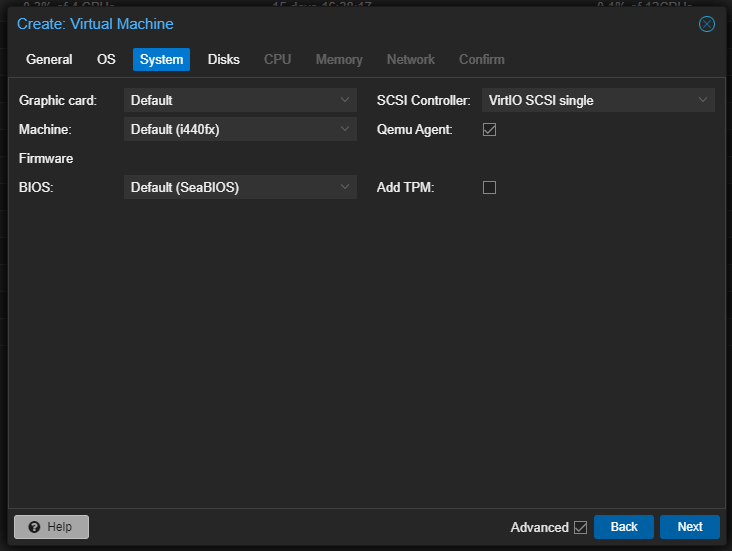 Create: Virtual Machine
General OS System Disks CPU Memory Network Confirm
Graphic card: Default SCSI Controller: VirtIO SCSI single
Machine: Default (i440fx) Qemu Agent:
Firmware
BIOS: Default (SeaBIOS) Add TPM:
Help Advanced Back Next